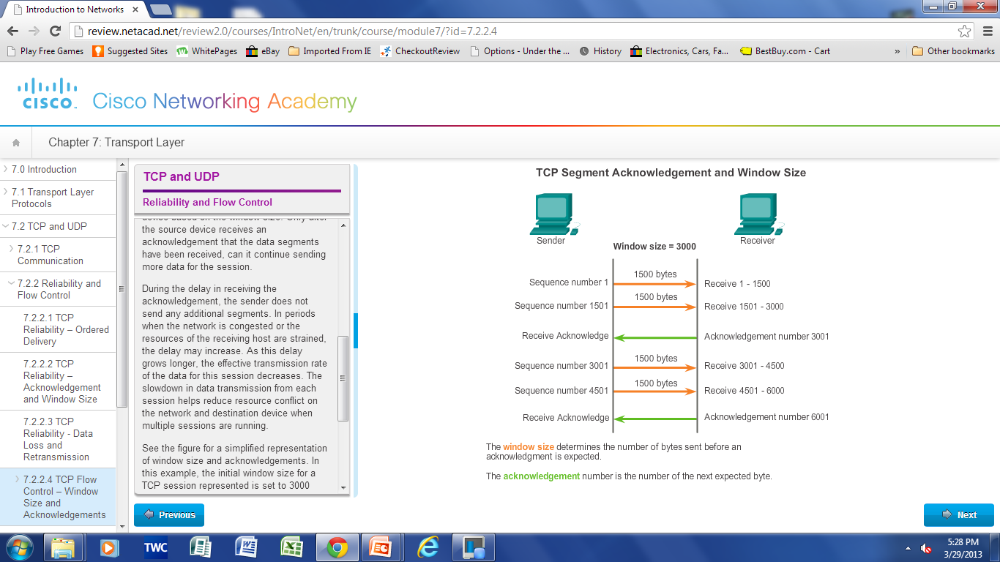 Introduction to Networks
review.netacad.net/review2.0/courses/IntroNet/en/trunk/course/module7/?id=7.2.2.4
Play Free Games
Suggested Sites
WhitePages
eBay
Imported From IE
CheckoutReview
Options - Under the ...
History
Electronics, Cars, Fa...
BestBuy.com - Cart
»
Other bookmarks
CISCO.
Cisco Networking Academy
Chapter 7: Transport Layer
7.0 Introduction
7.1 Transport Layer
Protocols
7.2 TCP and UDP
7.2.1 TCP
Communication
7.2.2 Reliability and
Flow Control
7.2.2.1 TCP
Reliability – Ordered
Delivery
7.2.2.2 TCP
Reliability –
Acknowledgement
and Window Size
7.2.2.3 TCP
Reliability - Data
Loss and
Retransmission
7.2.2.4 TCP Flow
Control – Window
Size and
Acknowledgements
TCP and UDP
Reliability and Flow Control
device based on the window size. Only after
the source device receives an
acknowledgement that the data segments
have been received, can it continue sending
more data for the session.
During the delay in receiving the
acknowledgement, the sender does not
send any additional segments. In periods
when the network is congested or the
resources of the receiving host are strained,
the delay may increase. As this delay
grows longer, the effective transmission rate
of the data for this session decreases. The
slowdown in data transmission from each
session helps reduce resource conflict on
the network and destination device when
multiple sessions are running.
See the figure for a simplified representation
of window size and acknowledgements. In
this example, the initial window size for a
TCP session represented is set to 3000
Previous
TCP Segment Acknowledgement and Window Size
Sender
Receiver
Window size = 3000
Sequence number 1
1500 bytes
Receive 1 - 1500
Sequence number 1501
1500 bytes
Receive 1501 - 3000
Receive Acknowledge
Acknowledgement number 3001
Sequence number 3001
1500 bytes
Receive 3001 - 4500
Sequence number 4501
1500 bytes
Receive 4501 - 6000
Receive Acknowledge
Acknowledgement number 6001
The window size determines the number of bytes sent before an
acknowledgment is expected.
The acknowledgement number is the number of the next expected byte.
Next
TWC
5:28 PM
3/29/2013